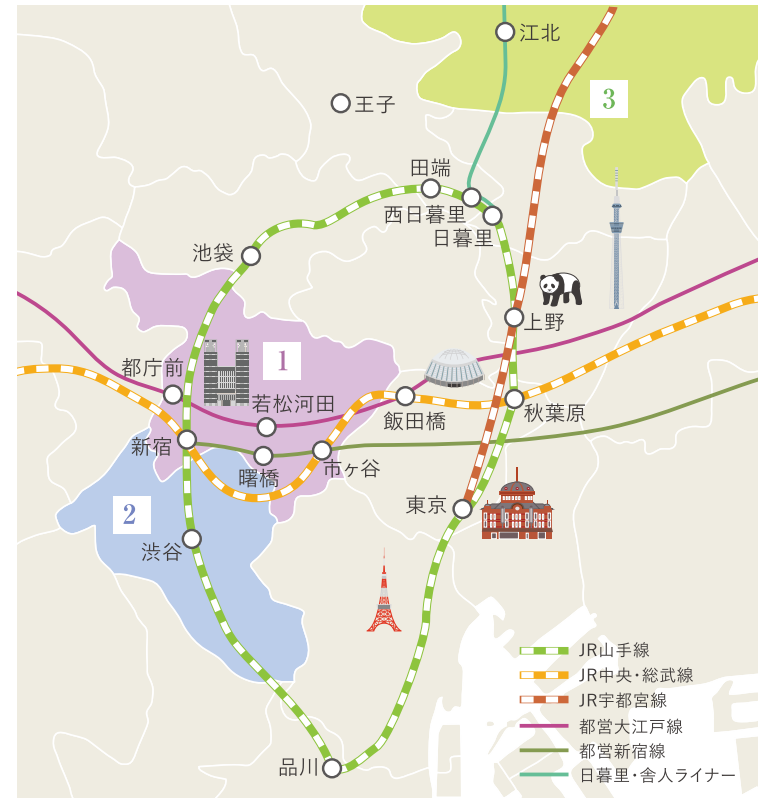 江北
3
王子
田端
西日暮里
日暮里
池袋
上野
都庁前
1
若松河田
飯田橋
秋葉原
新宿
曙橋
市ヶ谷
東京
2
渋谷
品川
JR山手線
JR中央・総武線
JR宇都宮線
都営大江戸線
都営新宿線
日暮里・舎人ライナー